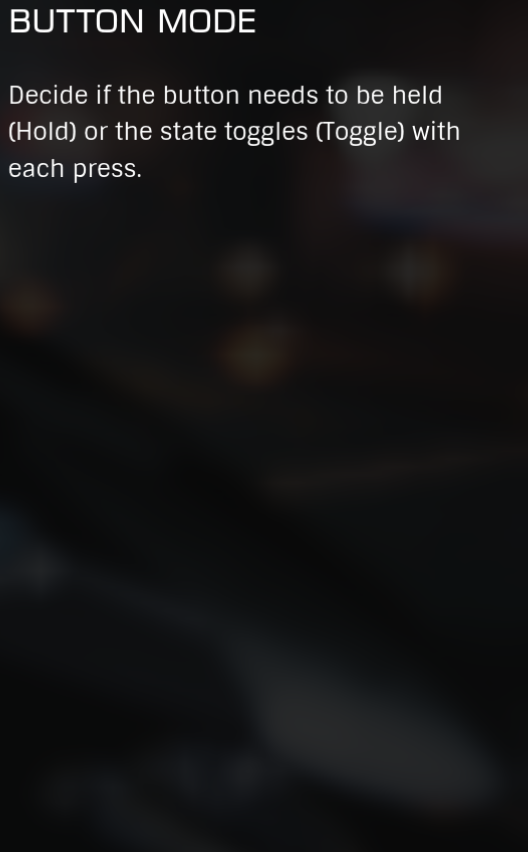 BUTTON MODE
Decide if the button needs to be held
(Hold) or the state toggles (Toggle) with
each press.